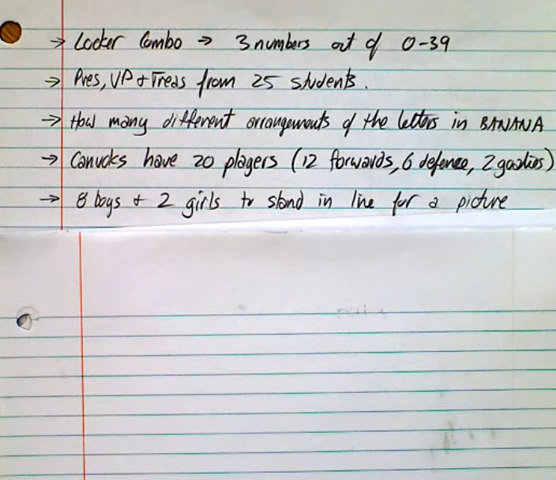 → Locker Combo → 3 numbers out of 0-39
→ Pres, VP + Treas from 25 students.
→ How many different arrangements of the letters in BANANA
→ Canucks have 20 players (12 forwards, 6 defence, 2 goalies)
→ 8 boys + 2 girls to stand in line for a picture